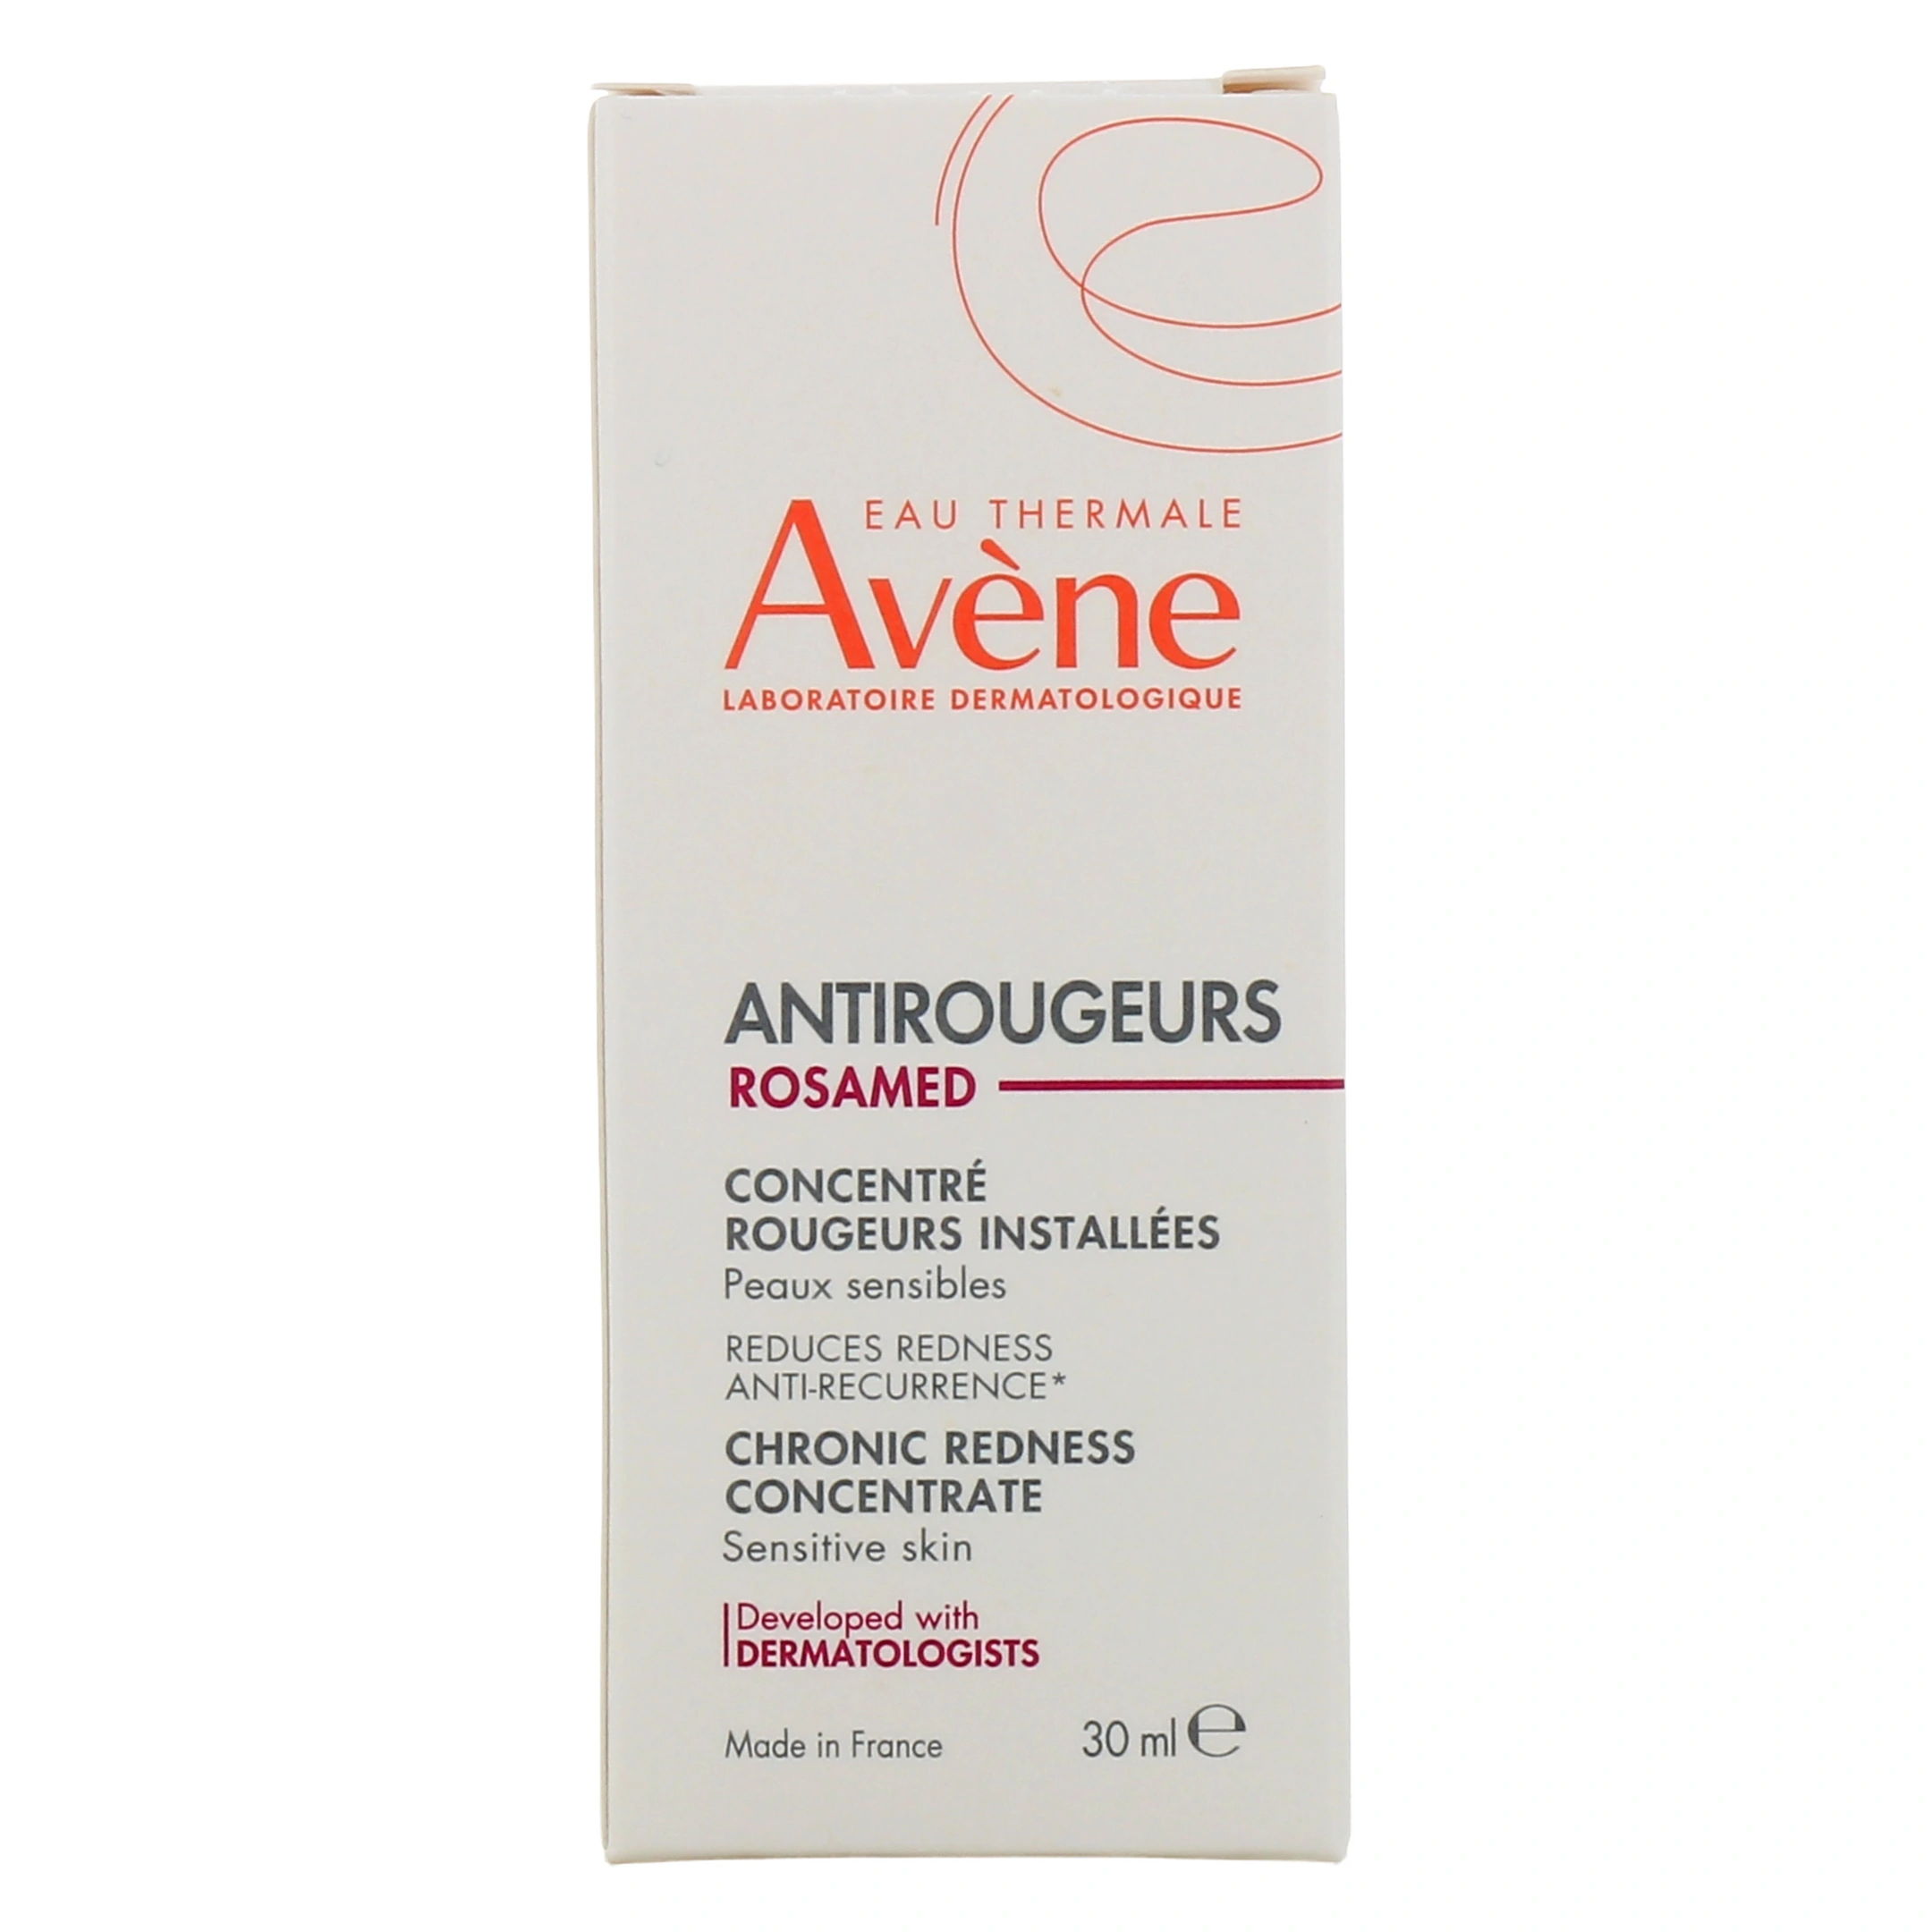 EAU THERMALE
Avène
LABORATOIRE DERMATOLOGIQUE
ANTIROUGEURS
ROSAMED
CONCENTRÉ
ROUGEURS INSTALLÉES
Peaux sensibles
REDUCES REDNESS
ANTI-RECURRENCE*
CHRONIC REDNESS
CONCENTRATE
Sensitive skin
Developed with
DERMATOLOGISTS
Made in France
30 ml ℮